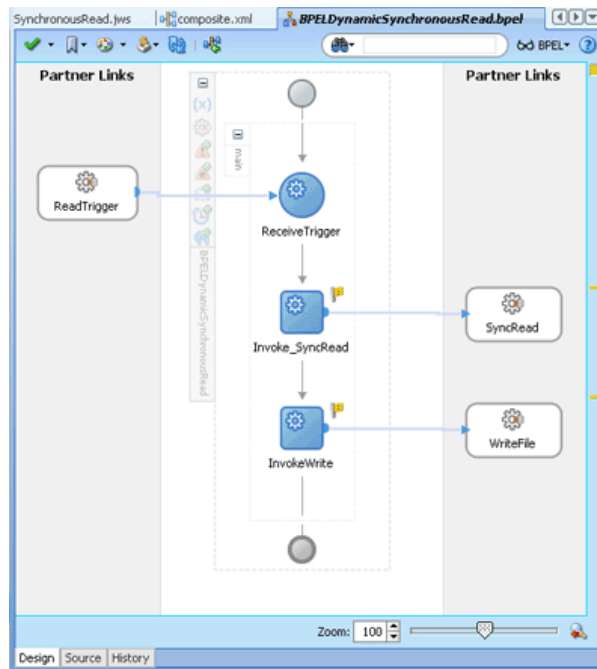 SynchronousRead.jws
composite.xml
BPELDynamicSynchronousRead.bpel
BPEL
Partner Links
Partner Links
(x)
main
ReadTrigger
ReceiveTrigger
BPELDynamicSynchronousRead
Invoke_SyncRead
SyncRead
InvokeWrite
WriteFile
Zoom: 100
Design Source History